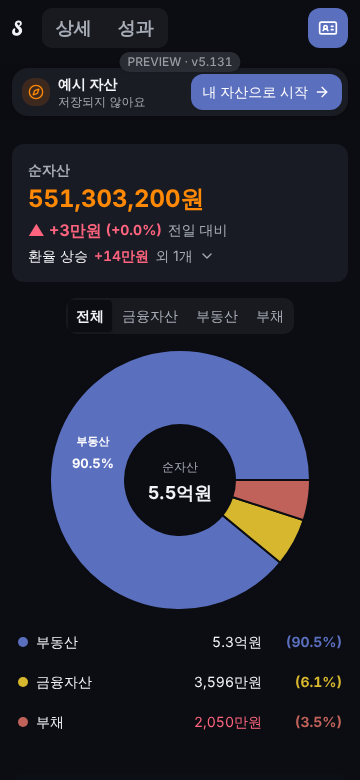 상세 성과
PREVIEW · v5.131
예시 자산
저장되지 않아요
내 자산으로 시작 →
순자산
551,303,200원
▲ +3만원 (+0.0%) 전일 대비
환율 상승 +14만원 외 1개
전체 금융자산 부동산 부채
부동산
90.5%
순자산
5.5억원
부동산 5.3억원 (90.5%)
금융자산 3,596만원 (6.1%)
부채 2,050만원 (3.5%)